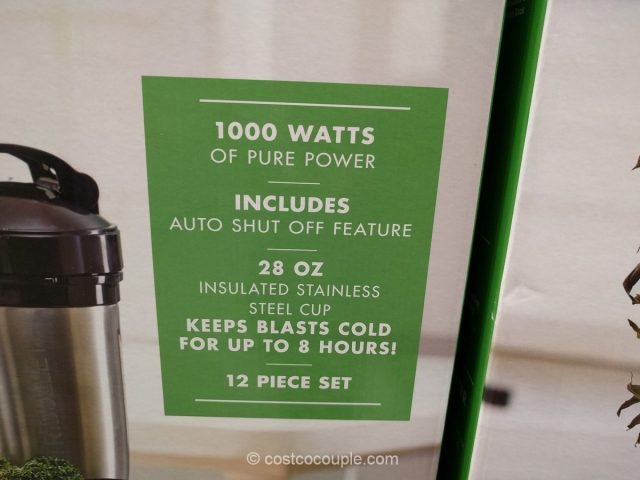 1000 WATTS
OF PURE POWER
INCLUDES
AUTO SHUT OFF FEATURE
28 OZ
INSULATED STAINLESS
STEEL CUP
KEEPS BLASTS COLD
FOR UP TO 8 HOURS!
12 PIECE SET
© costcocouple.com